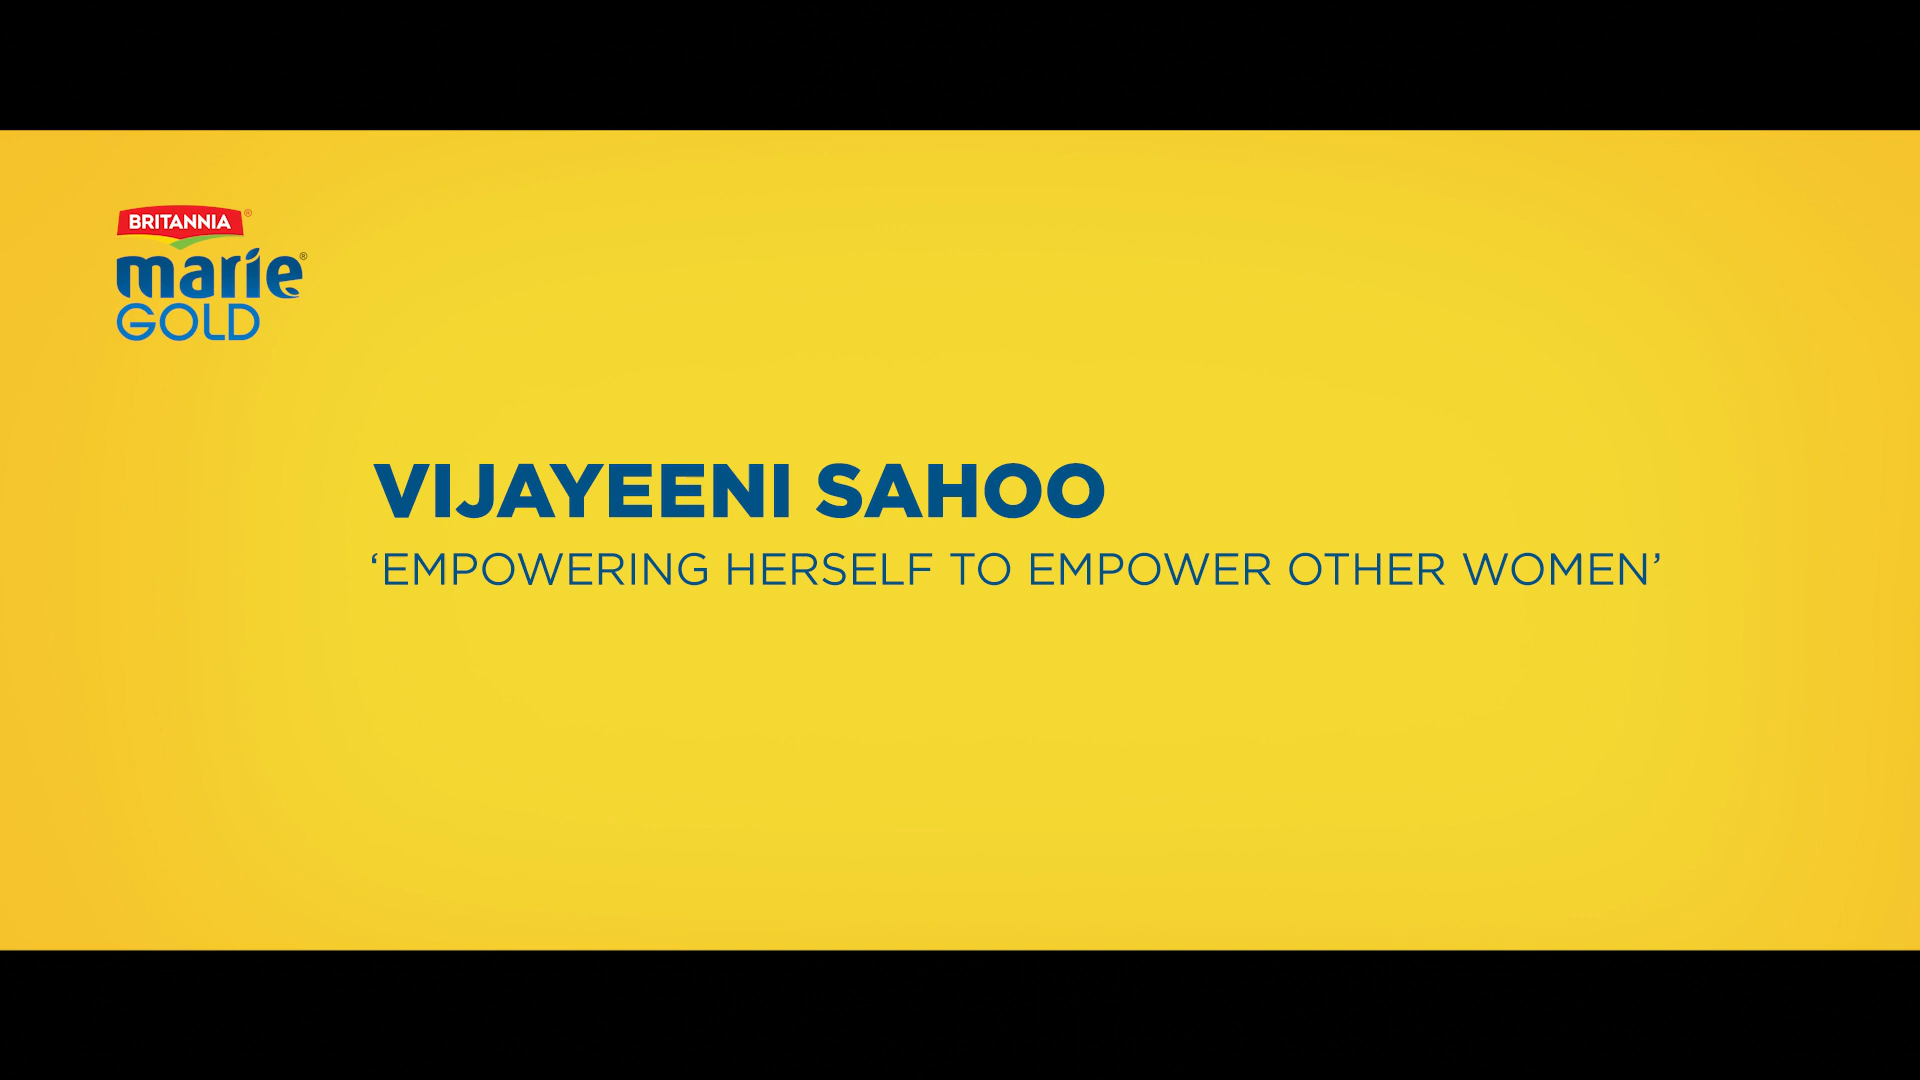 BRITANNIA
marie
GOLD
VIJAYEENI SAHOO
‘EMPOWERING HERSELF TO EMPOWER OTHER WOMEN’